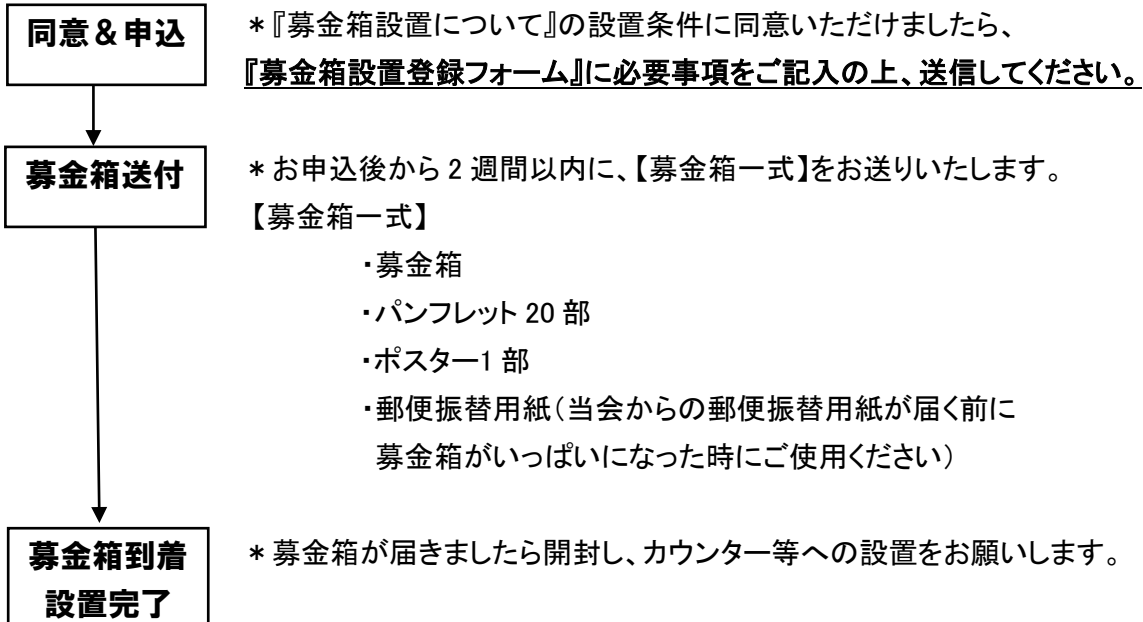 同意＆申込
＊『募金箱設置について』の設置条件に同意いただけましたら、
『募金箱設置登録フォーム』に必要事項をご記入の上、送信してください。
募金箱送付
＊お申込後から2週間以内に、【募金箱一式】をお送りいたします。
【募金箱一式】
・募金箱
・パンフレット 20 部
・ポスター1 部
・郵便振替用紙（当会からの郵便振替用紙が届く前に
募金箱がいっぱいになった時にご使用ください）
募金箱到着
設置完了
＊募金箱が届きましたら開封し、カウンター等への設置をお願いします。